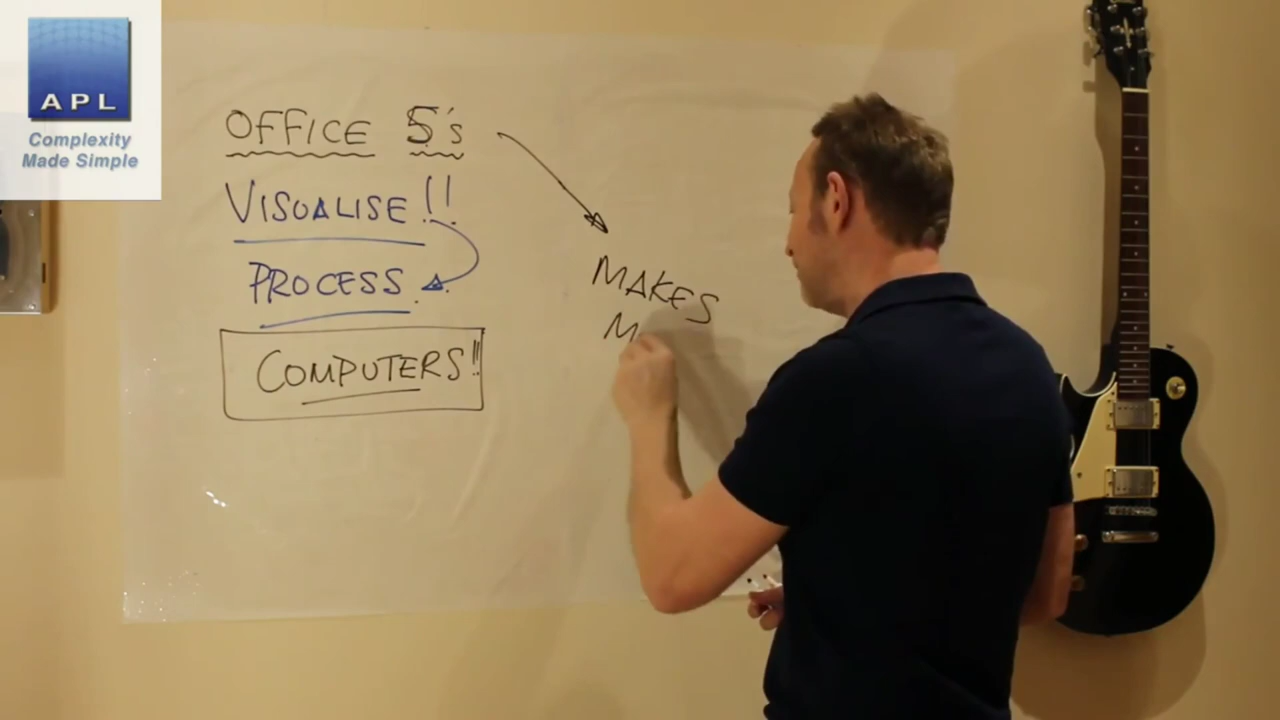 APL
Complexity
Made Simple
OFFICE 5's
VISUALISE!!
PROCESS.
COMPUTERS!!
MAKES
M